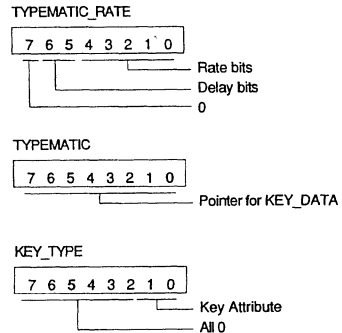 TYPEMATIC_RATE
7 6 5 4 3 2 1 0
Rate bits
Delay bits
0
TYPEMATIC
7 6 5 4 3 2 1 0
Pointer for KEY_DATA
KEY_TYPE
7 6 5 4 3 2 1 0
Key Attribute
All 0